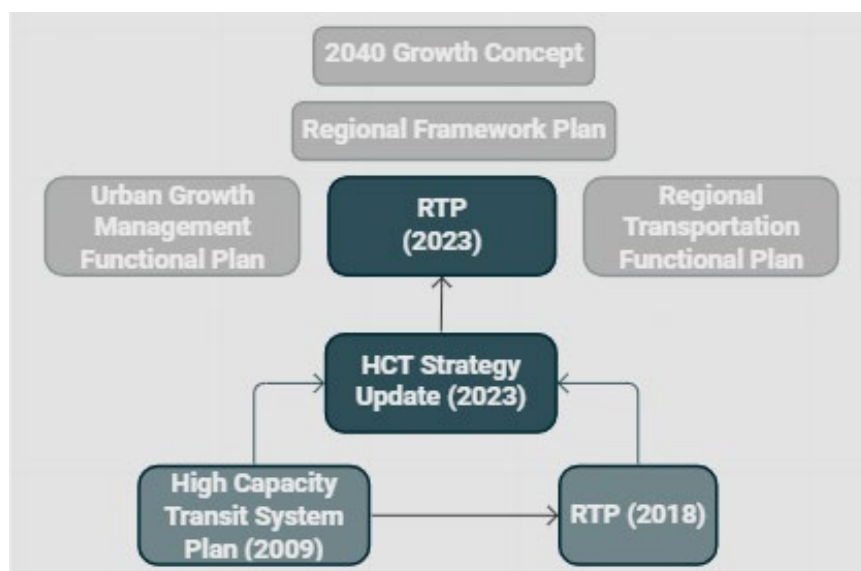 2040 Growth Concept
Regional Framework Plan
Urban Growth
Management
Functional Plan
RTP
(2023)
Regional
Transportation
Functional Plan
HCT Strategy
Update (2023)
High Capacity
Transit System
Plan (2009)
RTP (2018)